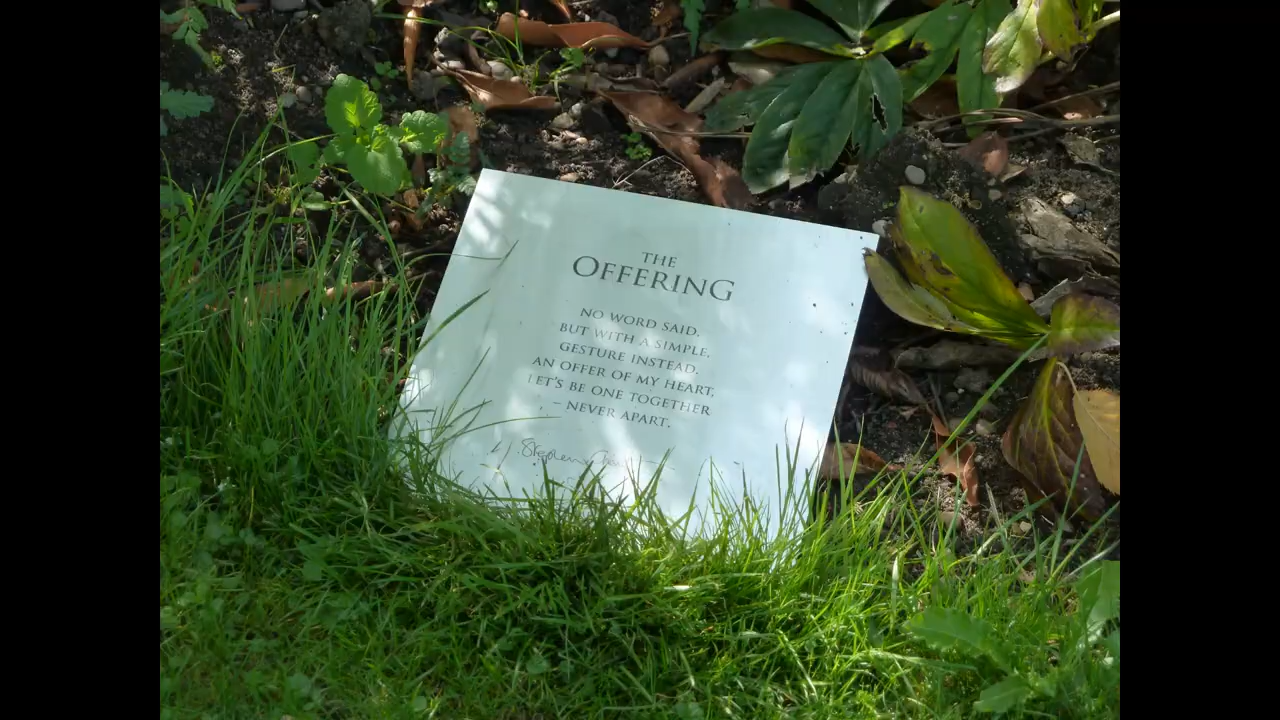 THE
OFFERING
NO WORD SAID,
BUT WITH A SIMPLE,
GESTURE INSTEAD.
AN OFFER OF MY HEART,
LET'S BE ONE TOGETHER
– NEVER APART.
Stephen